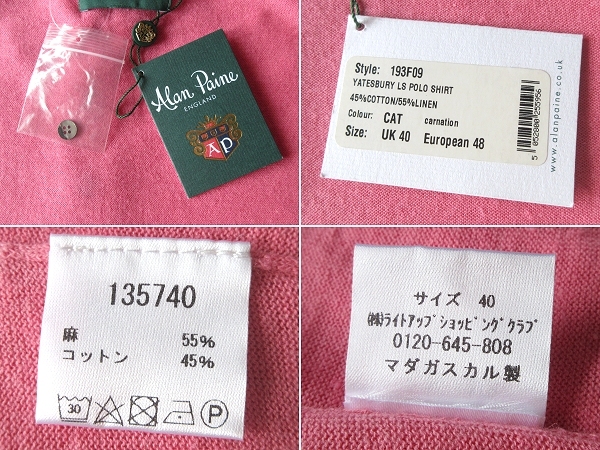 Alan Paine
ENGLAND
A P
Style: 193F09
YATESBURY LS POLO SHIRT
45%COTTON/55%LINEN
Colour: CAT carnation
Size: UK 40 European 48
5 052800 255956
www.alanpaine.co.uk
135740
麻 55%
コットン 45%
30
P
サイズ 40
㈱ライトアップショッピングクラブ
0120-645-808
マダガスカル製